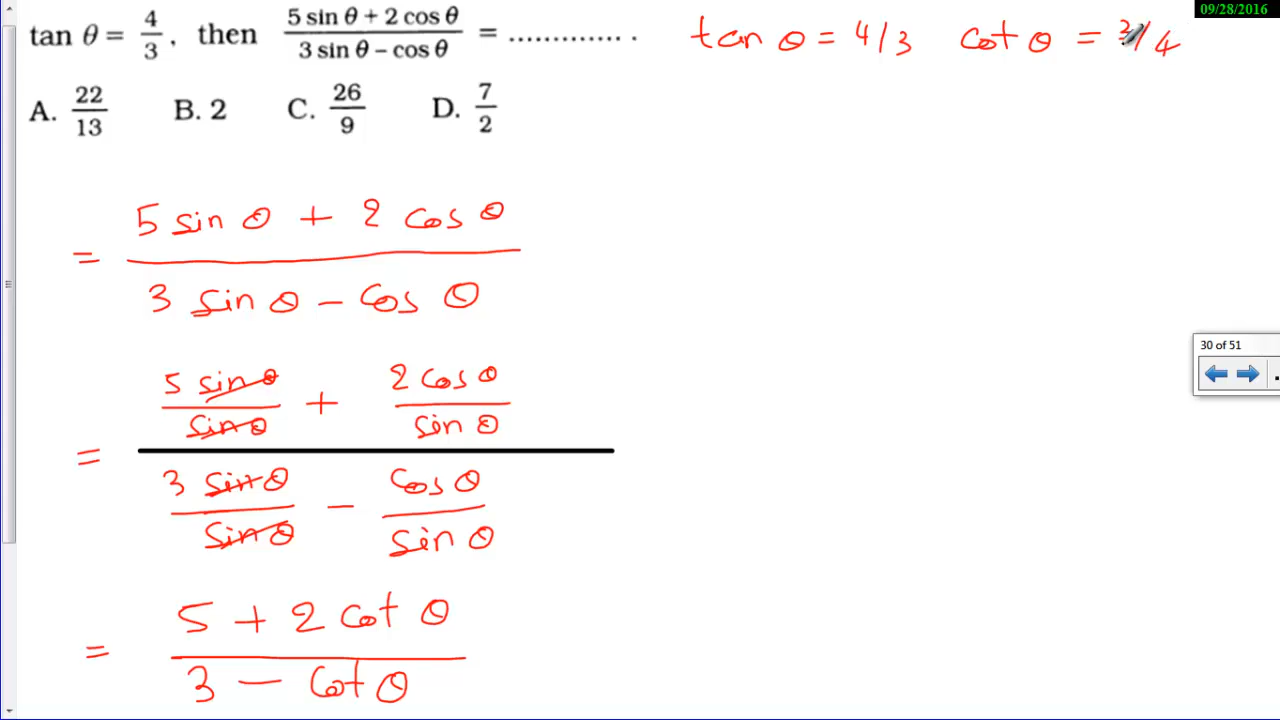 09/28/2016
tan θ = 4/3 , then (5 sin θ + 2 cos θ)/(3 sin θ – cos θ) = ............. .
tan θ = 4/3 cot θ = 3/4
A. 22/13 B. 2 C. 26/9 D. 7/2
= (5 sin θ + 2 cos θ)/(3 sin θ – cos θ)
30 of 51
= (5 sin θ/sin θ + 2 cos θ/sin θ)/(3 sin θ/sin θ – cos θ/sin θ)
= (5 + 2 cot θ)/(3 – cot θ)